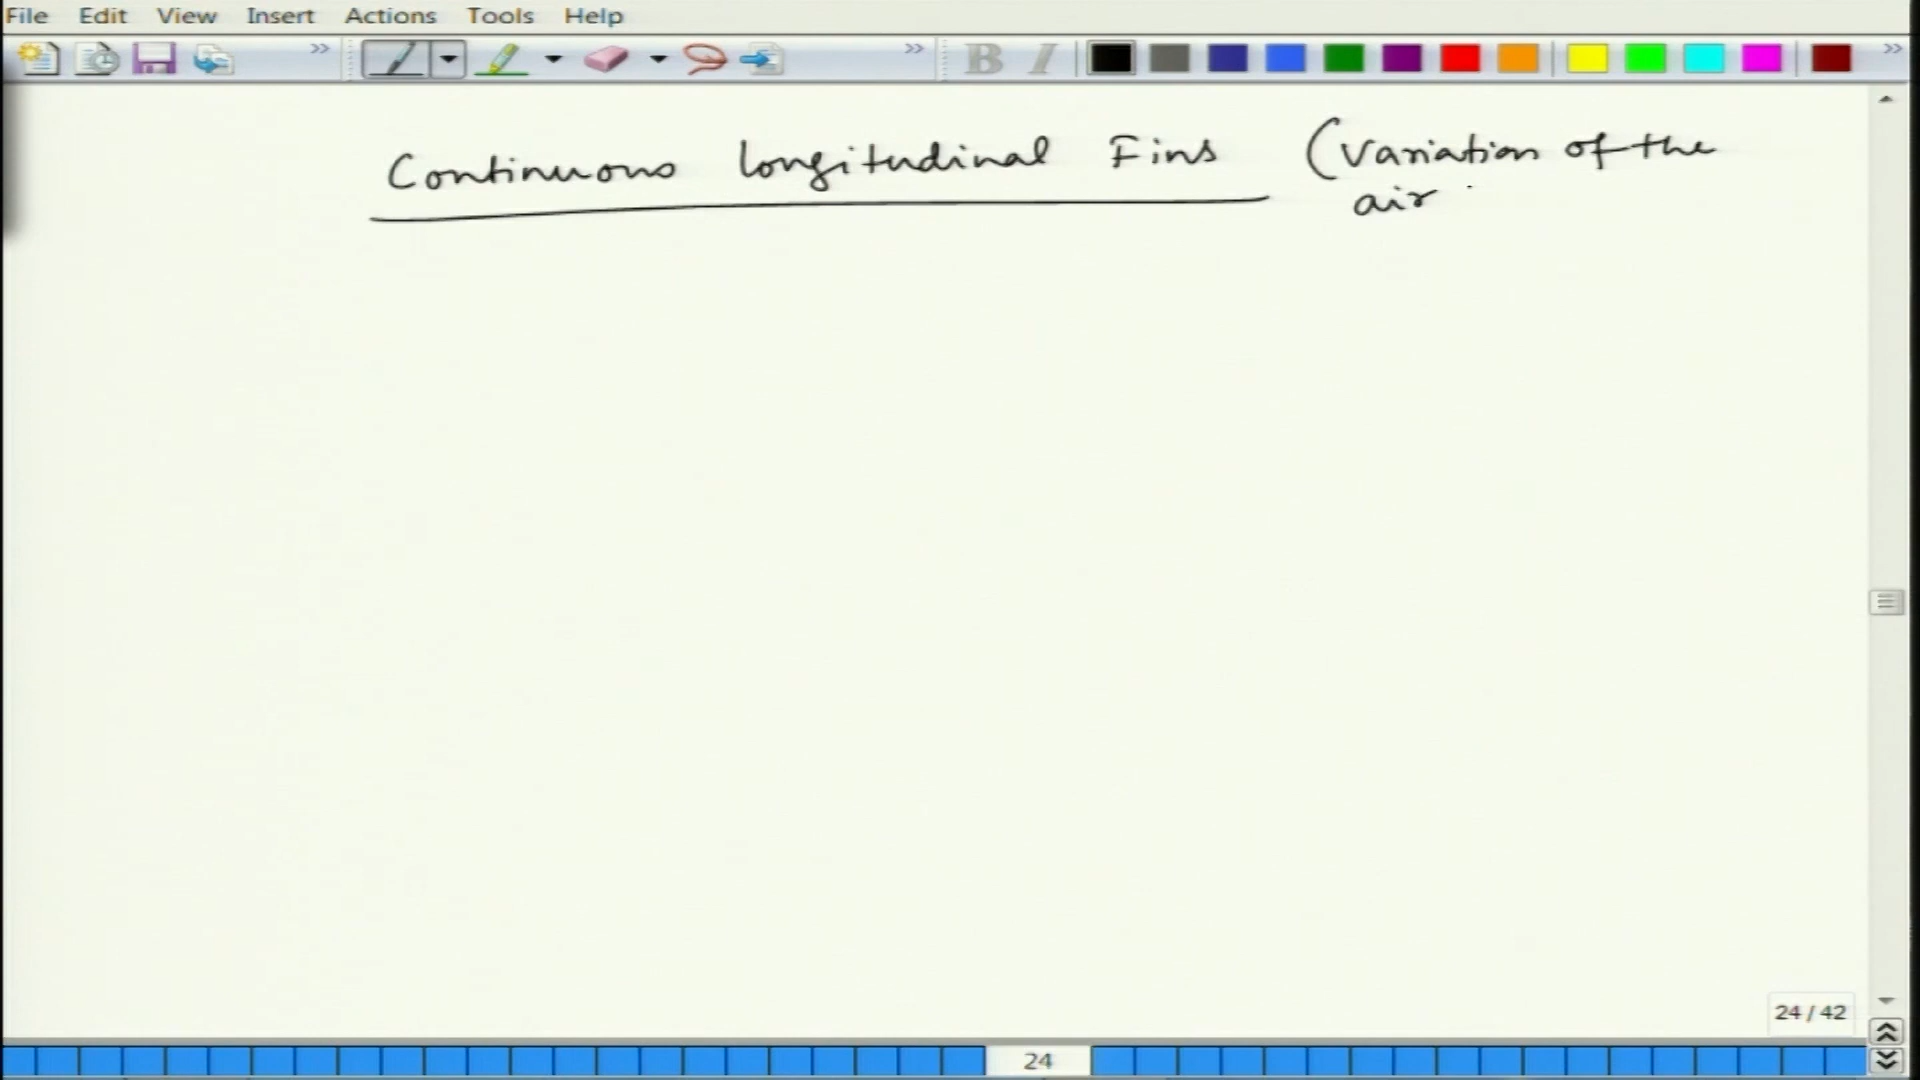 File Edit View Insert Actions Tools Help
B I
Continuous longitudinal Fins (Variation of the
air
24 / 42
24